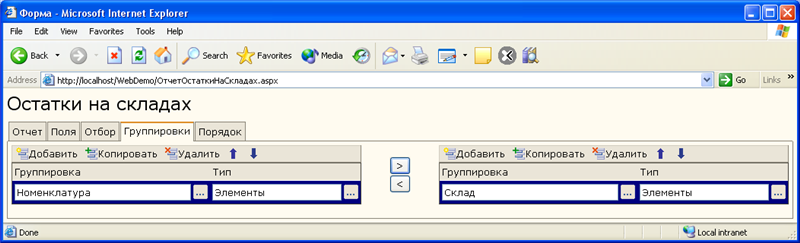 Форма - Microsoft Internet Explorer
File Edit View Favorites Tools Help
Back Search Favorites Media
Address http://localhost/WebDemo/ОтчетОстаткиНаСкладах.aspx Go Links »
Остатки на складах
Отчет Поля Отбор Группировки Порядок
Добавить Копировать Удалить > Добавить Копировать Удалить
Группировка Тип < Группировка Тип
Номенклатура ... Элементы ... Склад ... Элементы ...
Done Local intranet